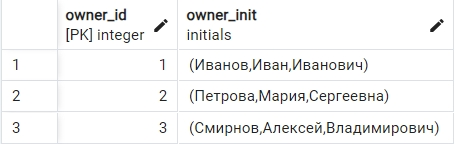 owner_id owner_init
[PK] integer initials
1 1 (Иванов,Иван,Иванович)
2 2 (Петрова,Мария,Сергеевна)
3 3 (Смирнов,Алексей,Владимирович)